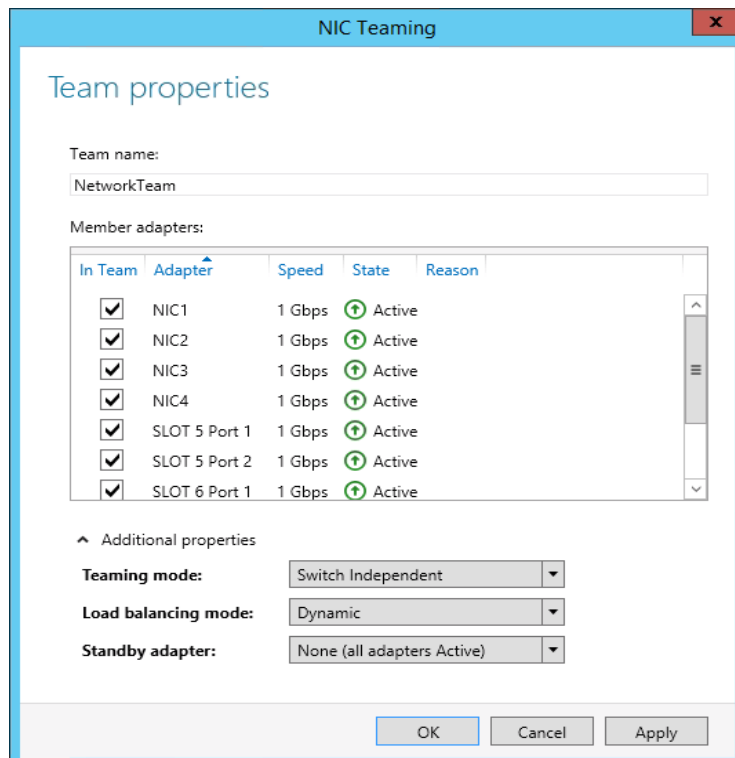 NIC Teaming
x
Team properties
Team name:
NetworkTeam
Member adapters:
In Team Adapter Speed State Reason
NIC1 1 Gbps Active
NIC2 1 Gbps Active
NIC3 1 Gbps Active
NIC4 1 Gbps Active
SLOT 5 Port 1 1 Gbps Active
SLOT 5 Port 2 1 Gbps Active
SLOT 6 Port 1 1 Gbps Active
Additional properties
Teaming mode: Switch Independent
Load balancing mode: Dynamic
Standby adapter: None (all adapters Active)
OK Cancel Apply